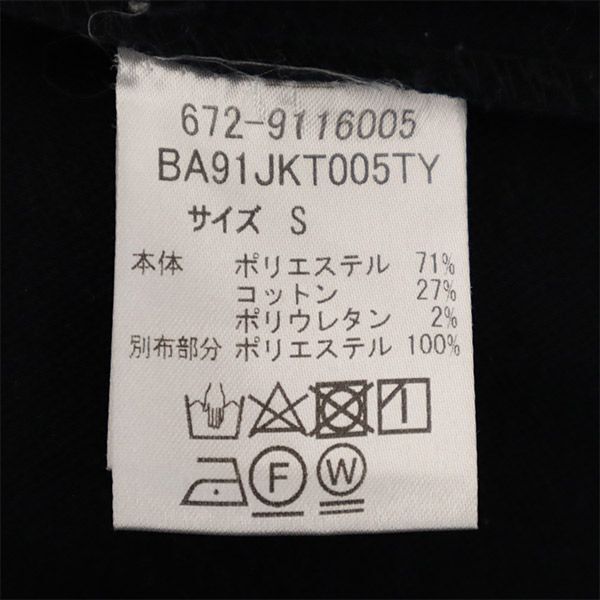 672-9116005
BA91JKT005TY
サイズ S
本体 ポリエステル 71%
コットン 27%
ポリウレタン 2%
別布部分 ポリエステル 100%
F W